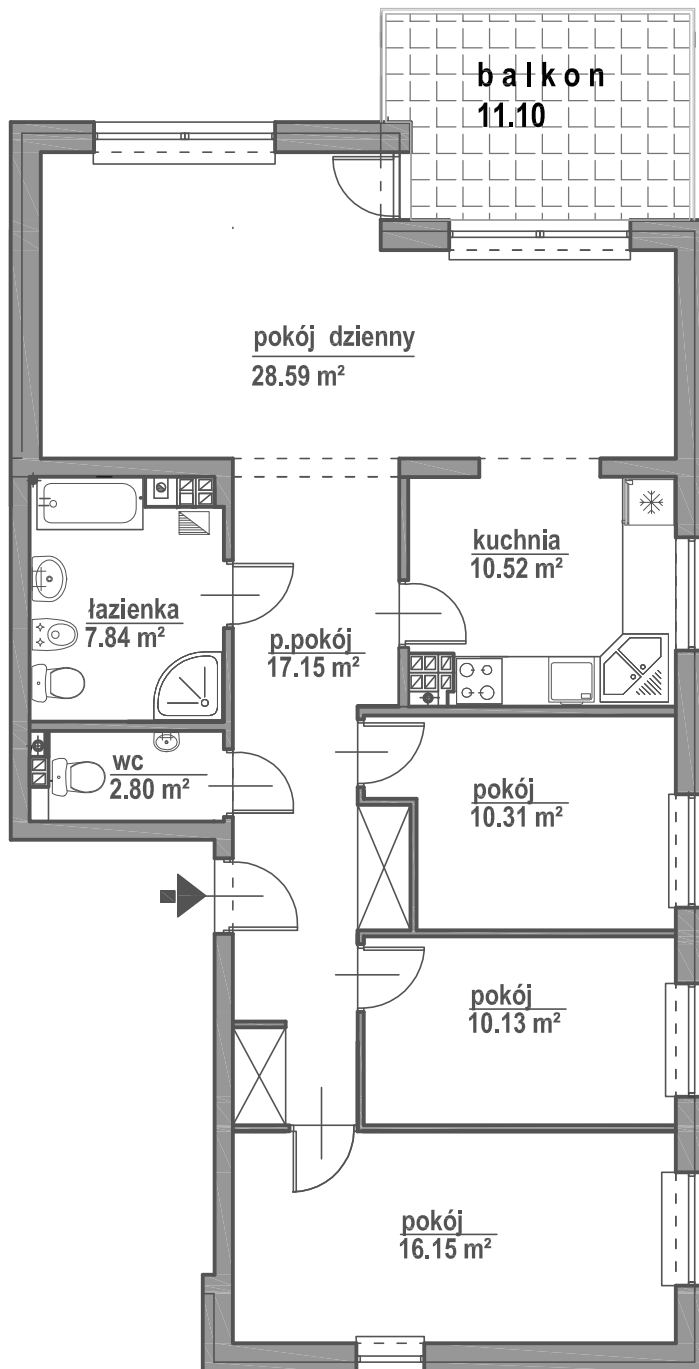 balkon
11.10
pokój dzienny
28.59 m²
kuchnia
10.52 m²
łazienka
7.84 m²
p.pokój
17.15 m²
wc
2.80 m²
pokój
10.31 m²
pokój
10.13 m²
pokój
16.15 m²